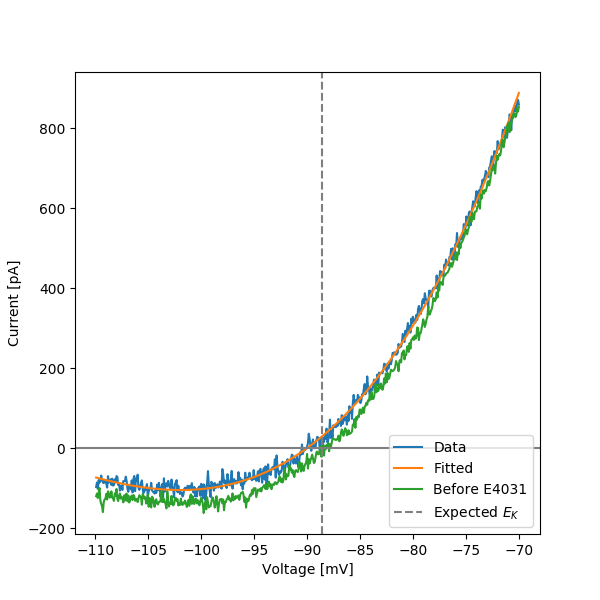 800
600
400
200
0
−200
−110
−105
−100
−95
−90
−85
−80
−75
−70
Current [pA]
Voltage [mV]
Data
Fitted
Before E4031
Expected E_K